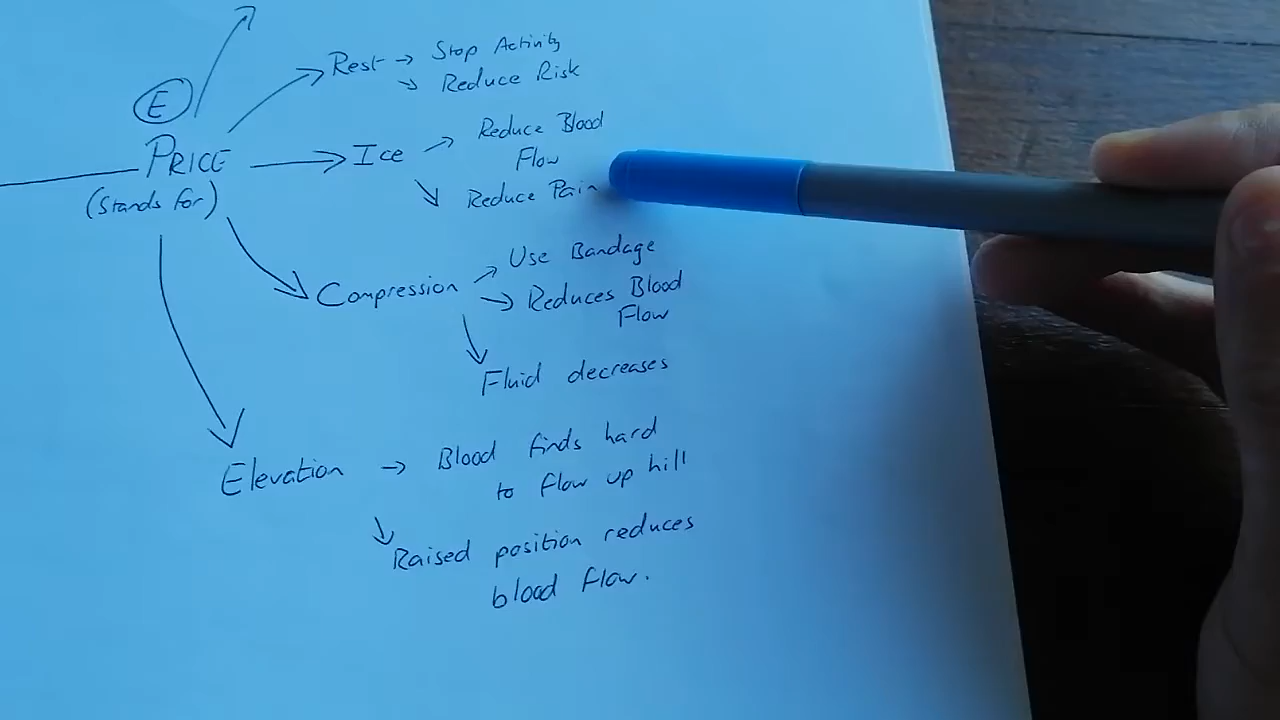 E
PRICE
(Stands for)
Rest → Stop Activity
↘ Reduce Risk
Ice → Reduce Blood
Flow
↘ Reduce Pain
Compression → Use Bandage
→ Reduces Blood
Flow
Fluid decreases
Elevation → Blood finds hard
to flow up hill
Raised position reduces
blood flow.